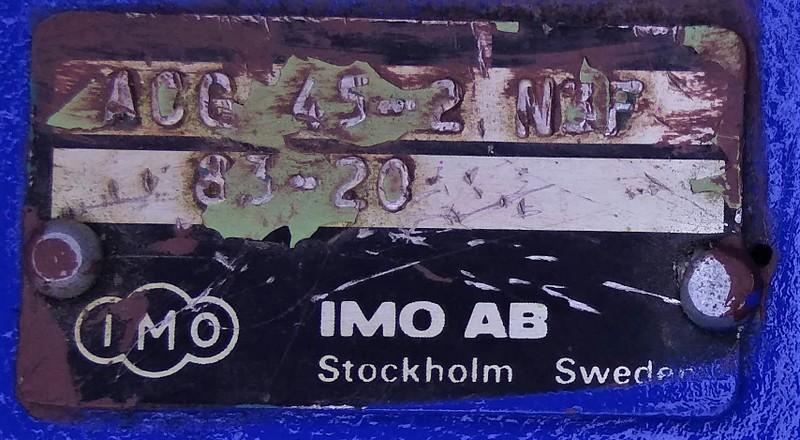 ACG 45-2 N3F
83-20
IMO
IMO AB
Stockholm Sweden